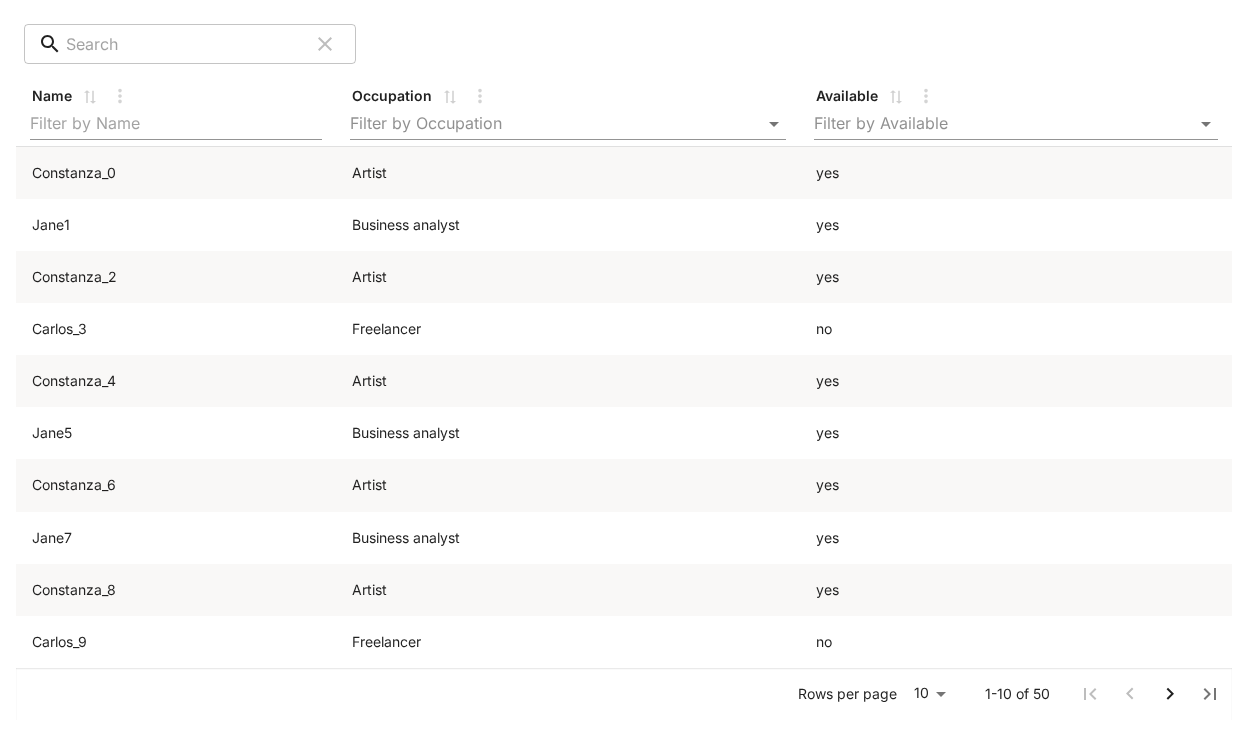 Search
Name Occupation Available
Filter by Name Filter by Occupation Filter by Available
Constanza_0 Artist yes
Jane1 Business analyst yes
Constanza_2 Artist yes
Carlos_3 Freelancer no
Constanza_4 Artist yes
Jane5 Business analyst yes
Constanza_6 Artist yes
Jane7 Business analyst yes
Constanza_8 Artist yes
Carlos_9 Freelancer no
Rows per page 10 1-10 of 50